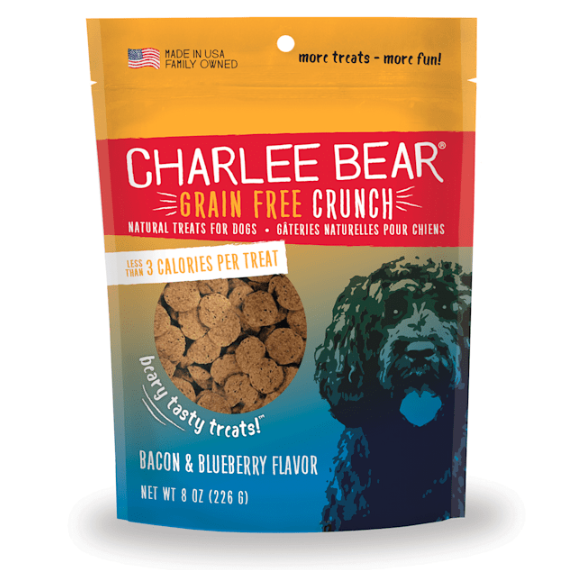 MADE IN USA
FAMILY OWNED
more treats - more fun!
CHARLEE BEAR®
GRAIN FREE CRUNCH
NATURAL TREATS FOR DOGS • GÂTERIES NATURELLES POUR CHIENS
LESS THAN 3 CALORIES PER TREAT
beary tasty treats!™
BACON & BLUEBERRY FLAVOR
NET WT 8 OZ (226 G)